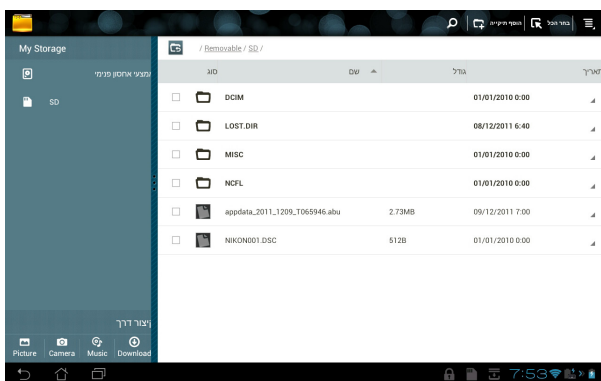 בחר הכל
הוסף תיקייה
My Storage
/ Removable / SD /
אמצעי אחסון פנימי
SD
סוג שם גודל תאריך
DCIM 01/01/2010 0:00
LOST.DIR 08/12/2011 6:40
MISC 01/01/2010 0:00
NCFL 01/01/2010 0:00
appdata_2011_1209_T065946.abu 2.73MB 09/12/2011 7:00
NIKON001.DSC 512B 01/01/2010 0:00
קיצור דרך
Picture Camera Music Download
7:53